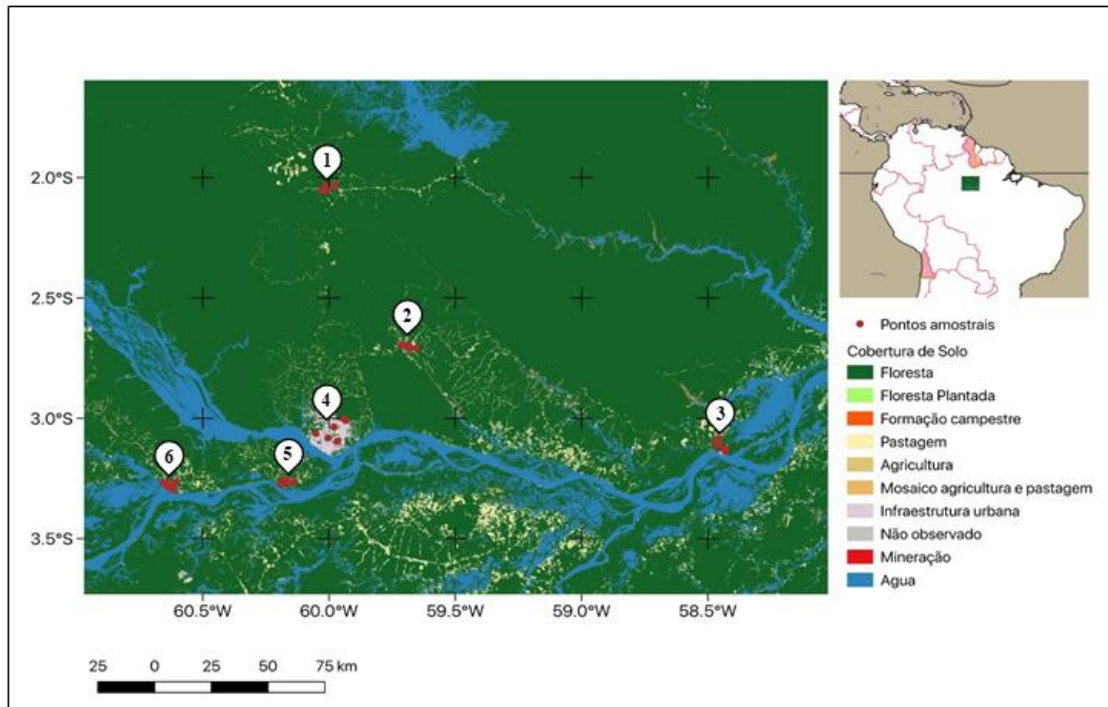 1
2
3
4
5
6
2.0°S
2.5°S
3.0°S
3.5°S
60.5°W
60.0°W
59.5°W
59.0°W
58.5°W
25
0
25
50
75 km
Pontos amostrais
Cobertura de Solo
Floresta
Floresta Plantada
Formação campestre
Pastagem
Agricultura
Mosaico agricultura e pastagem
Infraestrutura urbana
Não observado
Mineração
Agua